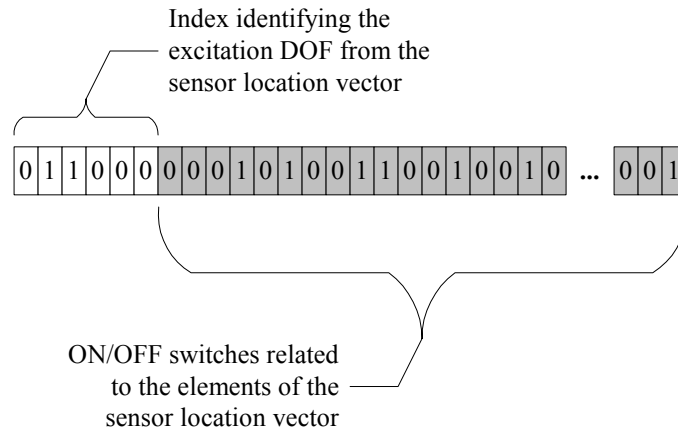 Index identifying the
excitation DOF from the
sensor location vector
0 1 1 0 0 0 0 0 0 1 0 1 0 0 1 1 0 0 1 0 0 1 0 ... 0 0 1
ON/OFF switches related
to the elements of the
sensor location vector